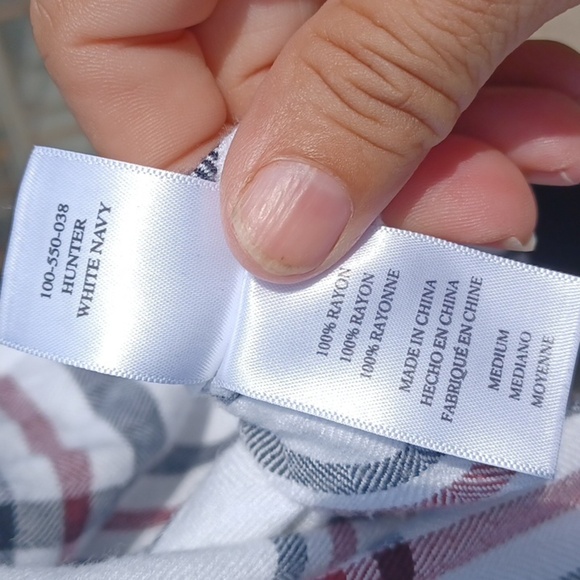 100-550-038
HUNTER
WHITE NAVY
100% RAYON
100% RAYON
100% RAYONNE
MADE IN CHINA
HECHO EN CHINA
FABRIQUÉ EN CHINE
MEDIUM
MEDIANO
MOYENNE